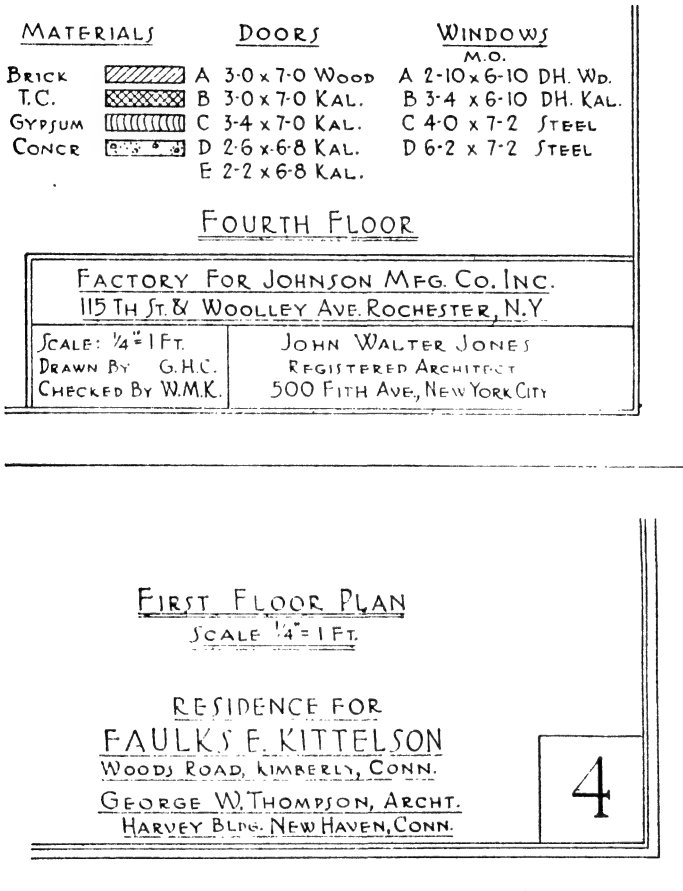 MATERIALS DOORS WINDOWS
M.O.
BRICK A 3-0 x 7-0 WOOD A 2-10 x 6-10 DH. WD.
T.C. B 3-0 x 7-0 KAL. B 3-4 x 6-10 DH. KAL.
GYPSUM C 3-4 x 7-0 KAL. C 4-0 x 7-2 STEEL
CONCR D 2-6 x 6-8 KAL. D 6-2 x 7-2 STEEL
E 2-2 x 6-8 KAL.
FOURTH FLOOR
FACTORY FOR JOHNSON MFG. CO. INC.
115 TH ST. & WOOLLEY AVE. ROCHESTER, N.Y
SCALE: ¼" = 1 FT.
DRAWN BY G.H.C.
CHECKED BY W.M.K.
JOHN WALTER JONES
REGISTERED ARCHITECT
500 FITH AVE., NEW YORK CITY
FIRST FLOOR PLAN
SCALE ¼" = 1 FT.
RESIDENCE FOR
FAULKS E. KITTELSON
WOODS ROAD, KIMBERLY, CONN.
GEORGE W. THOMPSON, ARCHT.
HARVEY BLDG. NEW HAVEN, CONN.
4